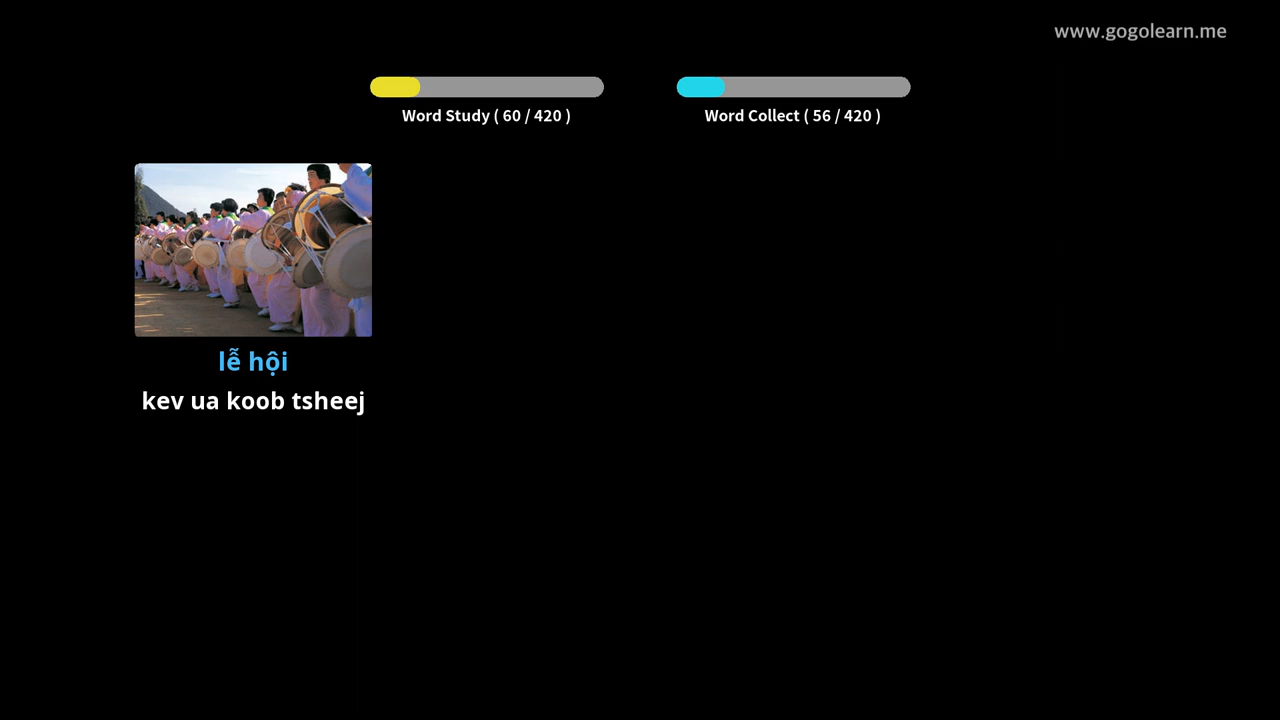 www.gogolearn.me
Word Study ( 60 / 420 )
Word Collect ( 56 / 420 )
lễ hội
kev ua koob tsheej